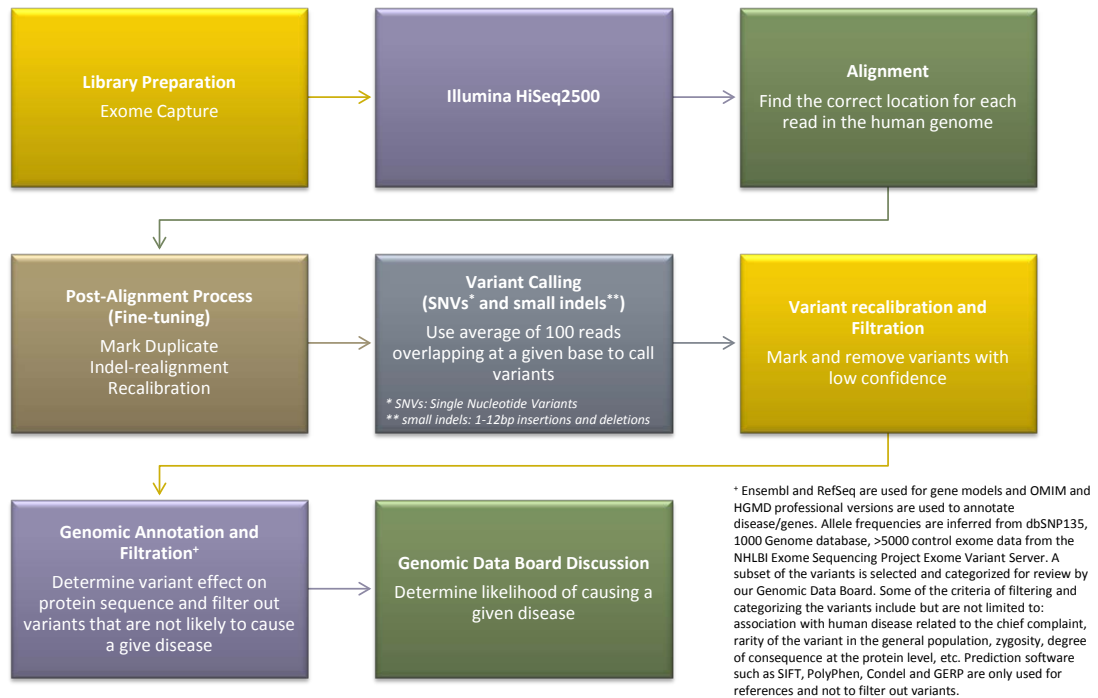 Library Preparation
Exome Capture
Illumina HiSeq2500
Alignment
Find the correct location for each
read in the human genome
Post-Alignment Process
(Fine-tuning)
Mark Duplicate
Indel-realignment
Recalibration
Variant Calling
(SNVs* and small indels**)
Use average of 100 reads
overlapping at a given base to call
variants
* SNVs: Single Nucleotide Variants
** small indels: 1-12bp insertions and deletions
Variant recalibration and
Filtration
Mark and remove variants with
low confidence
Genomic Annotation and
Filtration+
Determine variant effect on
protein sequence and filter out
variants that are not likely to cause
a give disease
Genomic Data Board Discussion
Determine likelihood of causing a
given disease
+ Ensembl and RefSeq are used for gene models and OMIM and
HGMD professional versions are used to annotate
disease/genes. Allele frequencies are inferred from dbSNP135,
1000 Genome database, >5000 control exome data from the
NHLBI Exome Sequencing Project Exome Variant Server. A
subset of the variants is selected and categorized for review by
our Genomic Data Board. Some of the criteria of filtering and
categorizing the variants include but are not limited to:
association with human disease related to the chief complaint,
rarity of the variant in the general population, zygosity, degree
of consequence at the protein level, etc. Prediction software
such as SIFT, PolyPhen, Condel and GERP are only used for
references and not to filter out variants.